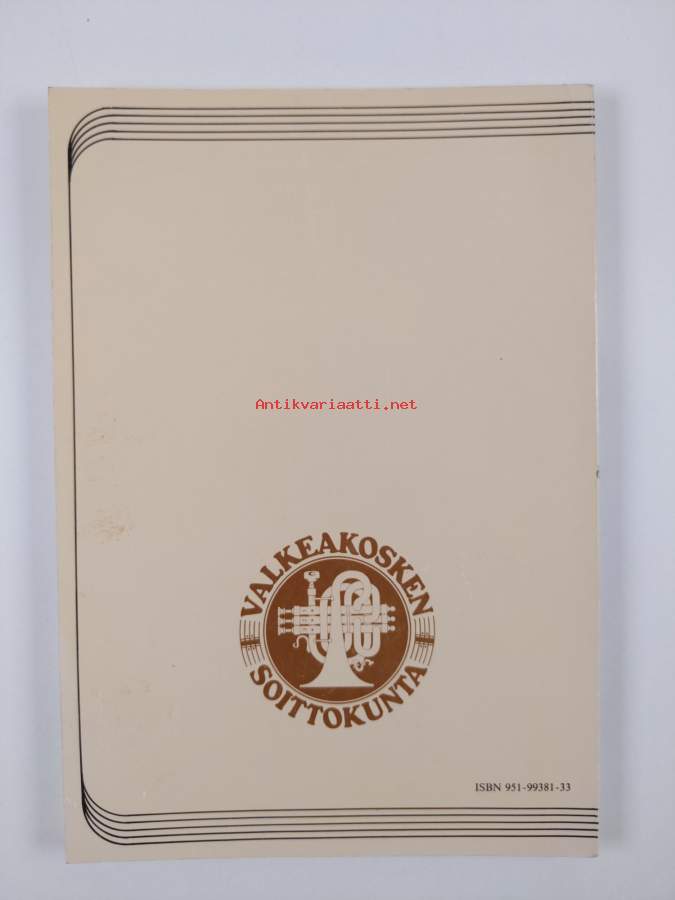 Antikvariaatti.net
VALKEAKOSKEN
SOITTOKUNTA
ISBN 951-99381-33